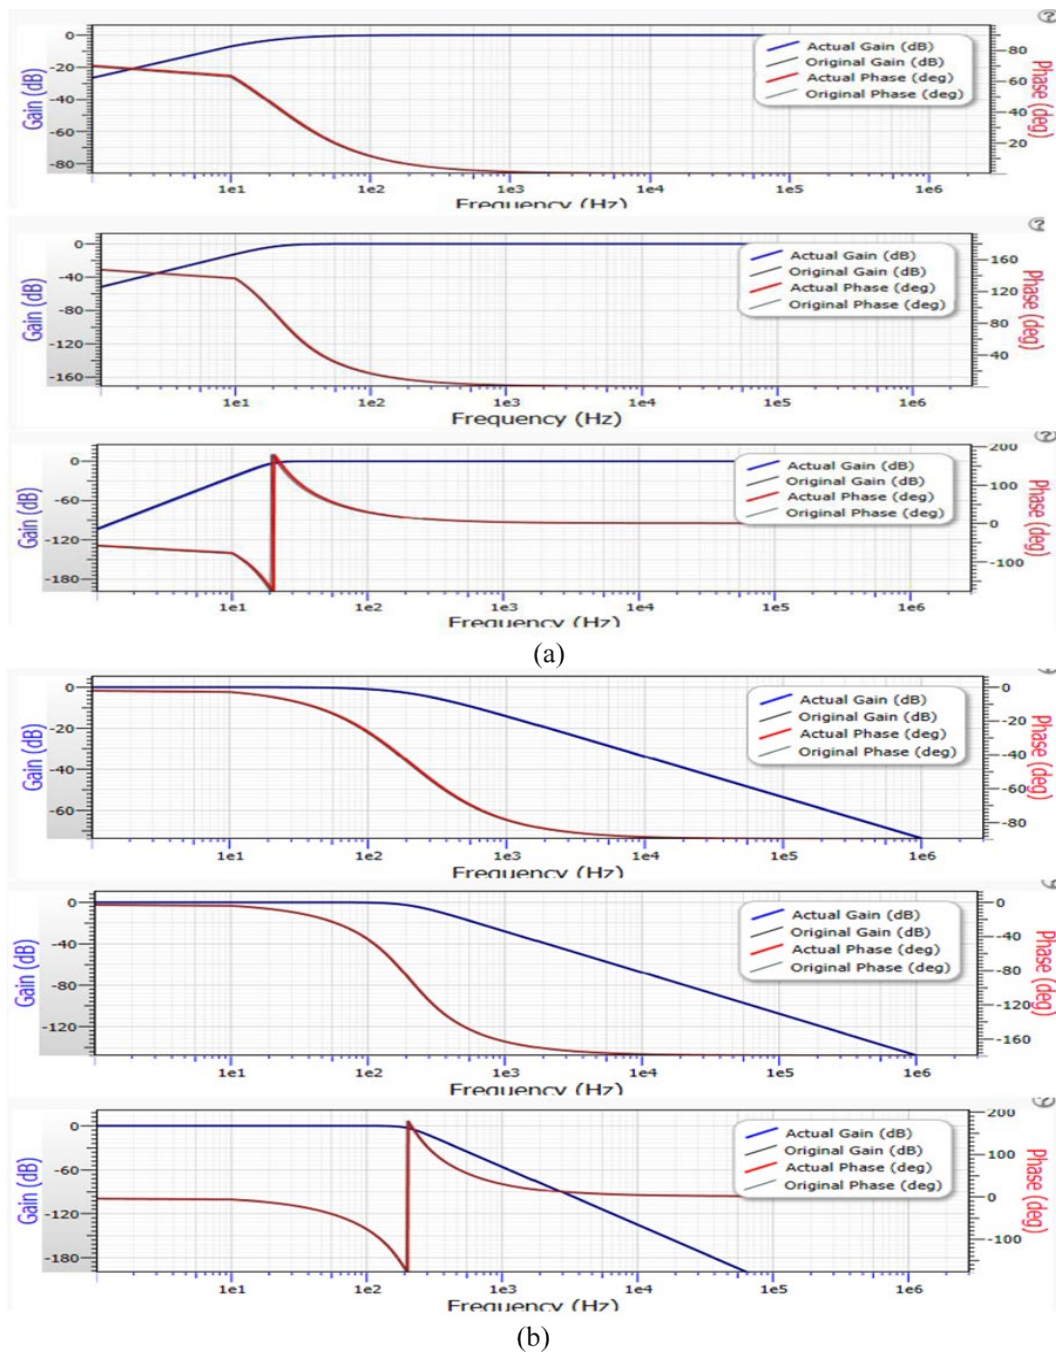 0
-20
-40
-60
-80
Gain (dB)
Actual Gain (dB)
Original Gain (dB)
Actual Phase (deg)
Original Phase (deg)
80
60
40
20
Phase (deg)
1e1 1e2 1e3 1e4 1e5 1e6
Frequency (Hz)
0
-40
-80
-120
-160
Gain (dB)
Actual Gain (dB)
Original Gain (dB)
Actual Phase (deg)
Original Phase (deg)
160
120
80
40
Phase (deg)
1e1 1e2 1e3 1e4 1e5 1e6
Frequency (Hz)
0
-60
-120
-180
Gain (dB)
Actual Gain (dB)
Original Gain (dB)
Actual Phase (deg)
Original Phase (deg)
200
100
0
-100
Phase (deg)
1e1 1e2 1e3 1e4 1e5 1e6
Frequency (Hz)
(a)
0
-20
-40
-60
Gain (dB)
Actual Gain (dB)
Original Gain (dB)
Actual Phase (deg)
Original Phase (deg)
0
-20
-40
-60
-80
Phase (deg)
1e1 1e2 1e3 1e4 1e5 1e6
Frequency (Hz)
0
-40
-80
-120
Gain (dB)
Actual Gain (dB)
Original Gain (dB)
Actual Phase (deg)
Original Phase (deg)
0
-40
-80
-120
-160
Phase (deg)
1e1 1e2 1e3 1e4 1e5 1e6
Frequency (Hz)
0
-60
-120
-180
Gain (dB)
Actual Gain (dB)
Original Gain (dB)
Actual Phase (deg)
Original Phase (deg)
200
100
0
-100
Phase (deg)
1e1 1e2 1e3 1e4 1e5 1e6
Frequency (Hz)
(b)